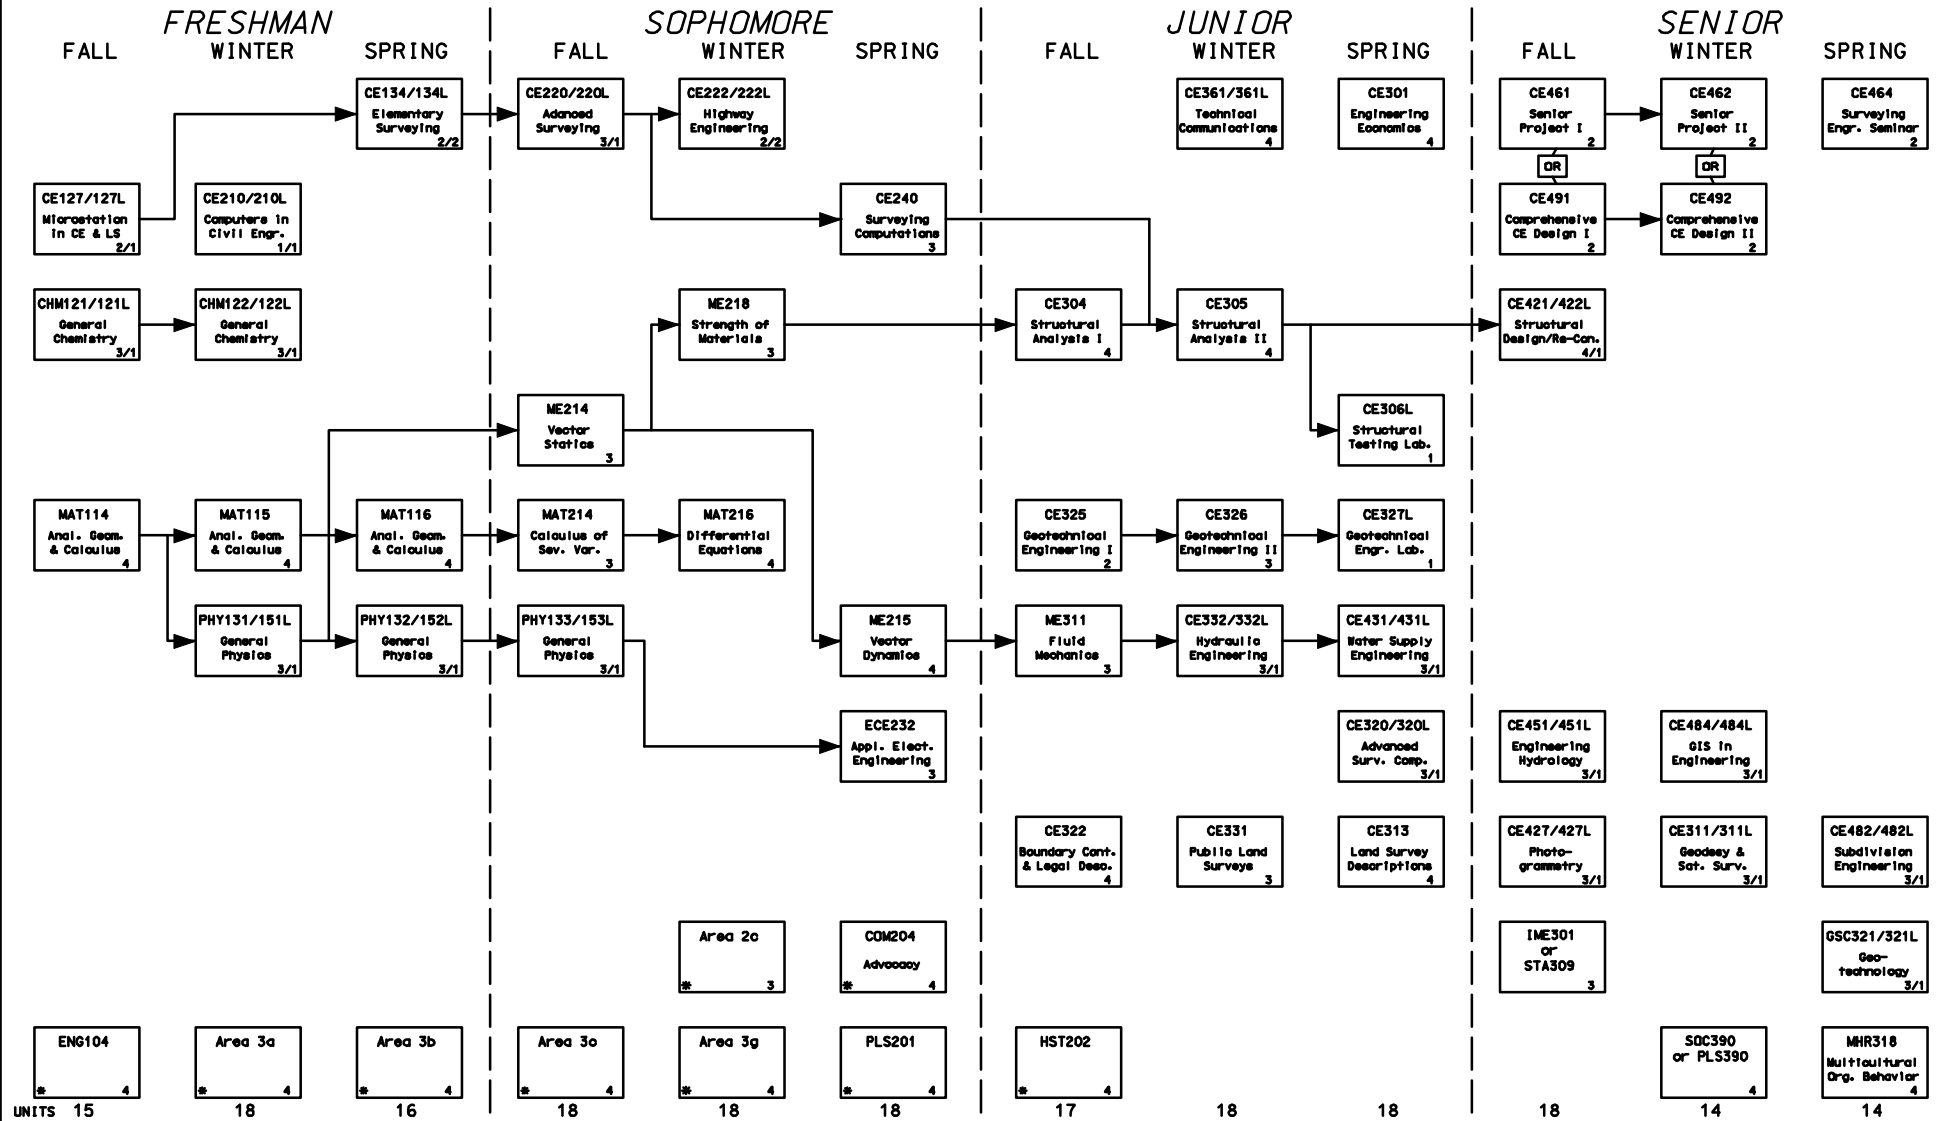 FRESHMAN
SOPHOMORE
JUNIOR
SENIOR
FALL WINTER SPRING FALL WINTER SPRING FALL WINTER SPRING FALL WINTER SPRING
CE134/134L
Elementary
Surveying
2/2
CE220/220L
Adanced
Surveying
3/1
CE222/222L
Highway
Engineering
2/2
CE361/361L
Technical
Communications
4
CE301
Engineering
Economics
4
CE461
Senior
Project I
2
CE462
Senior
Project II
2
CE464
Surveying
Engr. Seminar
2
OR
OR
CE127/127L
Microstation
in CE & LS
2/1
CE210/210L
Computers in
Civil Engr.
1/1
CE240
Surveying
Computations
3
CE491
Comprehensive
CE Design I
2
CE492
Comprehensive
CE Design II
2
CHM121/121L
General
Chemistry
3/1
CHM122/122L
General
Chemistry
3/1
ME218
Strength of
Materials
3
CE304
Structural
Analysis I
4
CE305
Structural
Analysis II
4
CE421/422L
Structural
Design/Re-Con.
4/1
ME214
Vector
Statics
3
CE306L
Structural
Testing Lab.
1
MAT114
Anal. Geom.
& Calculus
4
MAT115
Anal. Geom.
& Calculus
4
MAT116
Anal. Geom.
& Calculus
4
MAT214
Calculus of
Sev. Var.
3
MAT216
Differential
Equations
4
CE325
Geotechnical
Engineering I
2
CE326
Geotechnical
Engineering II
3
CE327L
Geotechnical
Engr. Lab.
1
PHY131/151L
General
Physics
3/1
PHY132/152L
General
Physics
3/1
PHY133/153L
General
Physics
3/1
ME215
Vector
Dynamics
4
ME311
Fluid
Mechanics
3
CE332/332L
Hydraulic
Engineering
3/1
CE431/431L
Water Supply
Engineering
3/1
ECE232
Appl. Elect.
Engineering
3
CE320/320L
Advanced
Surv. Comp.
3/1
CE451/451L
Engineering
Hydrology
3/1
CE484/484L
GIS in
Engineering
3/1
CE322
Boundary Cont.
& Legal Desc.
4
CE331
Public Land
Surveys
3
CE313
Land Survey
Descriptions
4
CE427/427L
Photo-
grammetry
3/1
CE311/311L
Geodesy &
Sat. Surv.
3/1
CE482/482L
Subdivision
Engineering
3/1
Area 2c
* 3
COM204
Advocacy
* 4
IME301
or
STA309
3
GSC321/321L
Geo-
technology
3/1
ENG104
* 4
Area 3a
* 4
Area 3b
* 4
Area 3c
* 4
Area 3g
* 4
PLS201
* 4
HST202
* 4
SOC390
or PLS390
4
MHR318
Multicultural
Org. Behavior
4
UNITS 15 18 16 18 18 18 17 18 18 18 14 14